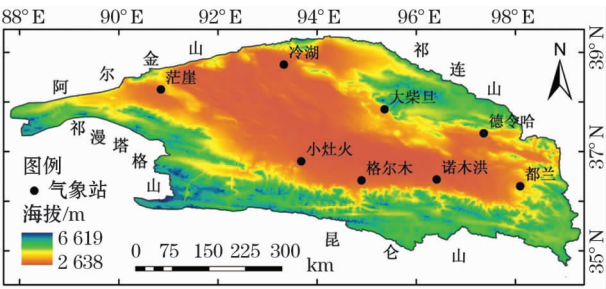 88°E 90°E 92°E 94°E 96°E 98°E
阿尔金山
祁连山
N
39°N
37°N
35°N
冷湖
茫崖
大柴旦
德令哈
小灶火
格尔木
诺木洪
都兰
祁漫塔格山
昆仑山
图例
气象站
海拔/m
6 619
2 638
0 75 150 225 300
km